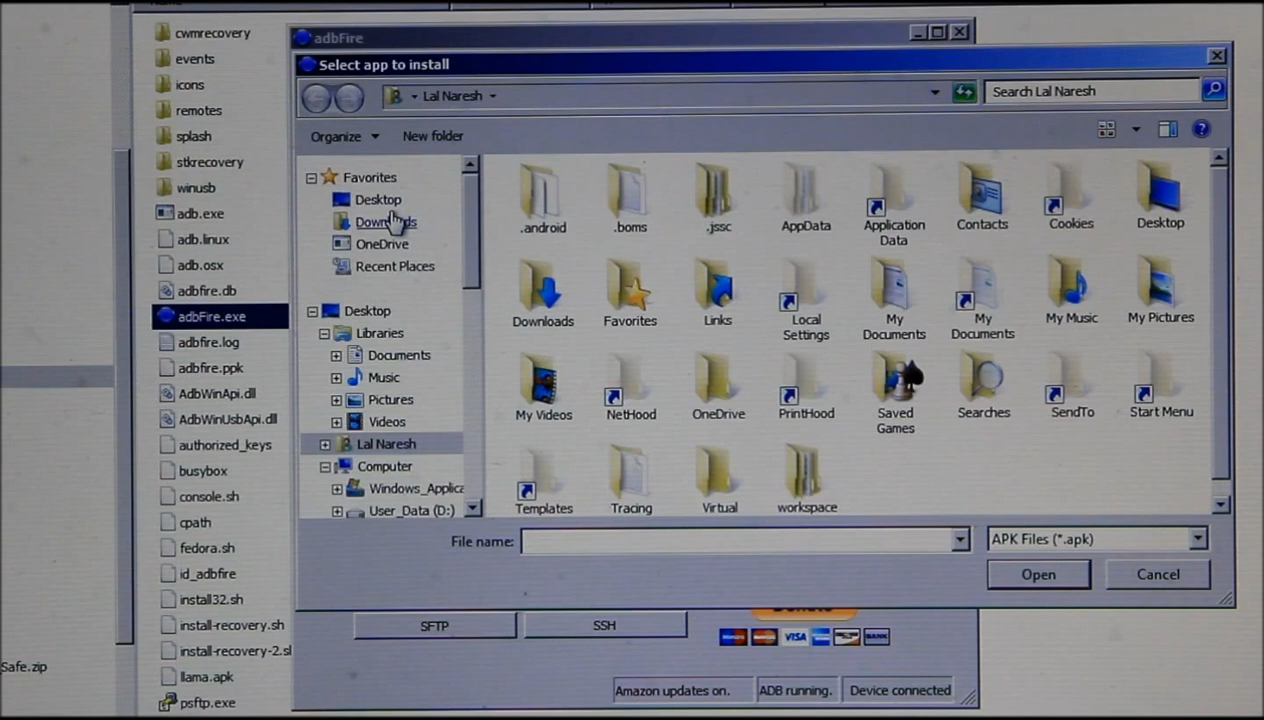 cwmrecovery
events
icons
remotes
splash
stkrecovery
winusb
adb.exe
adb.linux
adb.osx
adbfire.db
adbFire.exe
adbfire.log
adbfire.ppk
AdbWinApi.dll
AdbWinUsbApi.dll
authorized_keys
busybox
console.sh
cpath
fedora.sh
id_adbfire
install32.sh
install-recovery.sh
install-recovery-2.sl
llama.apk
psftp.exe
Safe.zip
adbFire
Select app to install
Lal Naresh
Search Lal Naresh
Organize
New folder
Favorites
Desktop
Downloads
OneDrive
Recent Places
Desktop
Libraries
Documents
Music
Pictures
Videos
Lal Naresh
Computer
Windows_Applica
User_Data (D:)
.android
.boms
.jssc
AppData
Application Data
Contacts
Cookies
Desktop
Downloads
Favorites
Links
Local Settings
My Documents
My Documents
My Music
My Pictures
My Videos
NetHood
OneDrive
PrintHood
Saved Games
Searches
SendTo
Start Menu
Templates
Tracing
Virtual
workspace
File name:
APK Files (*.apk)
Open
Cancel
SFTP
SSH
Donate
VISA
BANK
Amazon updates on.
ADB running.
Device connected